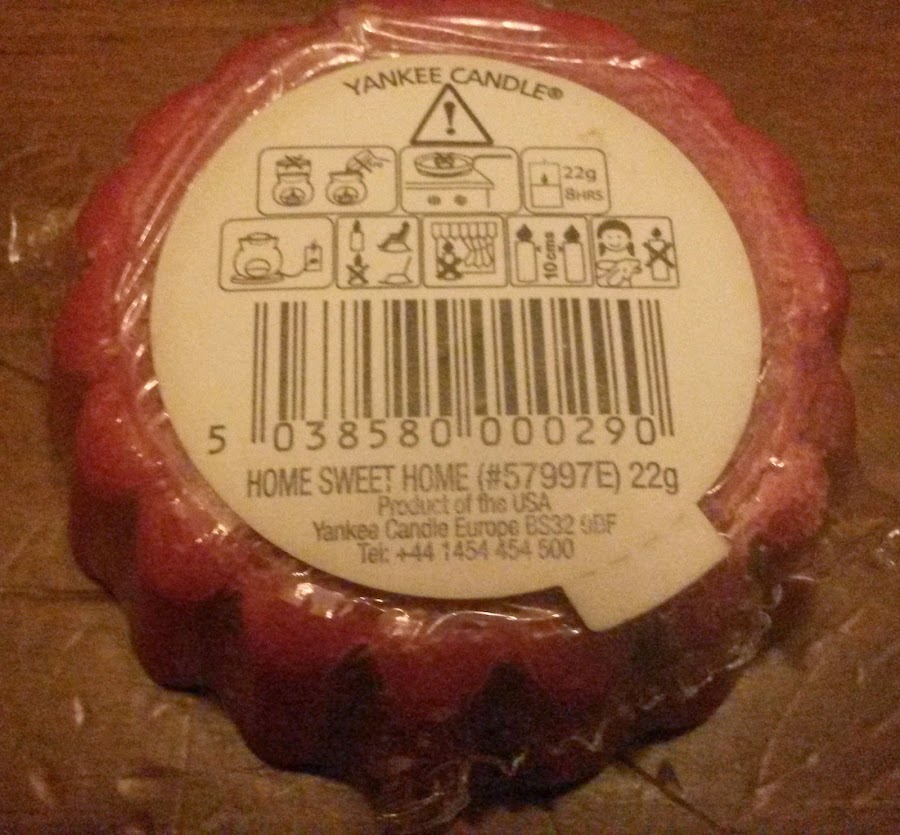 YANKEE CANDLE®
22g
8HRS
10cms
5 038580 000290
HOME SWEET HOME (#57997E) 22g
Product of the USA
Yankee Candle Europe BS32 9BF
Tel: +44 1454 454 500